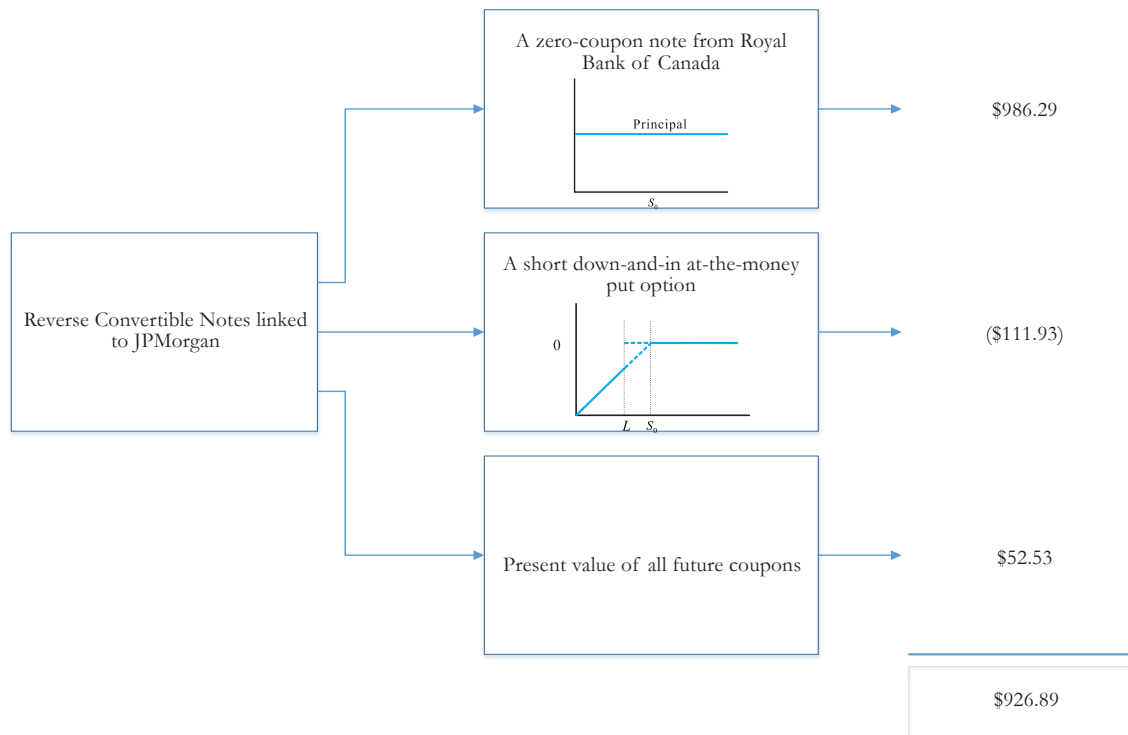 A zero-coupon note from Royal
Bank of Canada
Principal
S₀
$986.29
Reverse Convertible Notes linked
to JPMorgan
A short down-and-in at-the-money
put option
0
L S₀
($111.93)
Present value of all future coupons
$52.53
$926.89